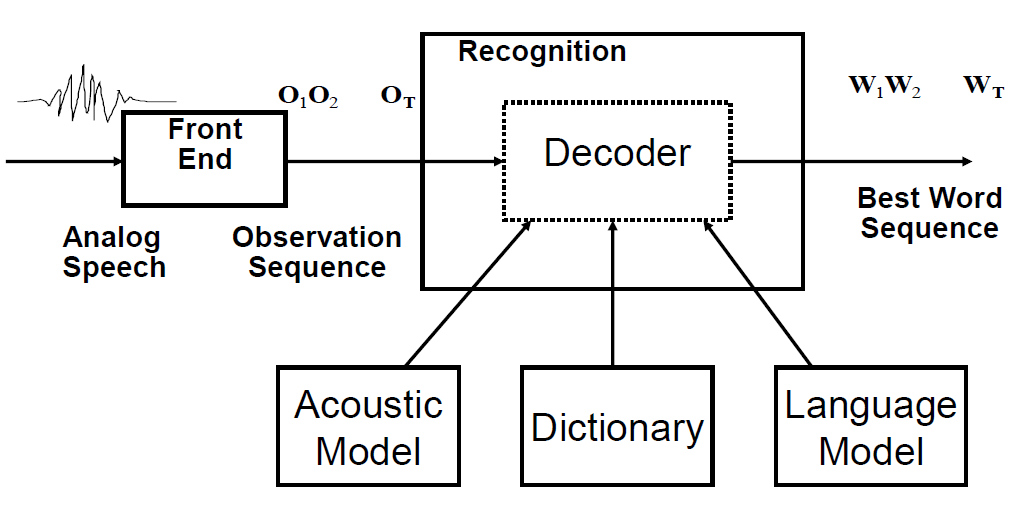 Recognition
O₁O₂ O_T
W₁W₂ W_T
Front
End
Decoder
Analog
Speech
Observation
Sequence
Best Word
Sequence
Acoustic
Model
Dictionary
Language
Model